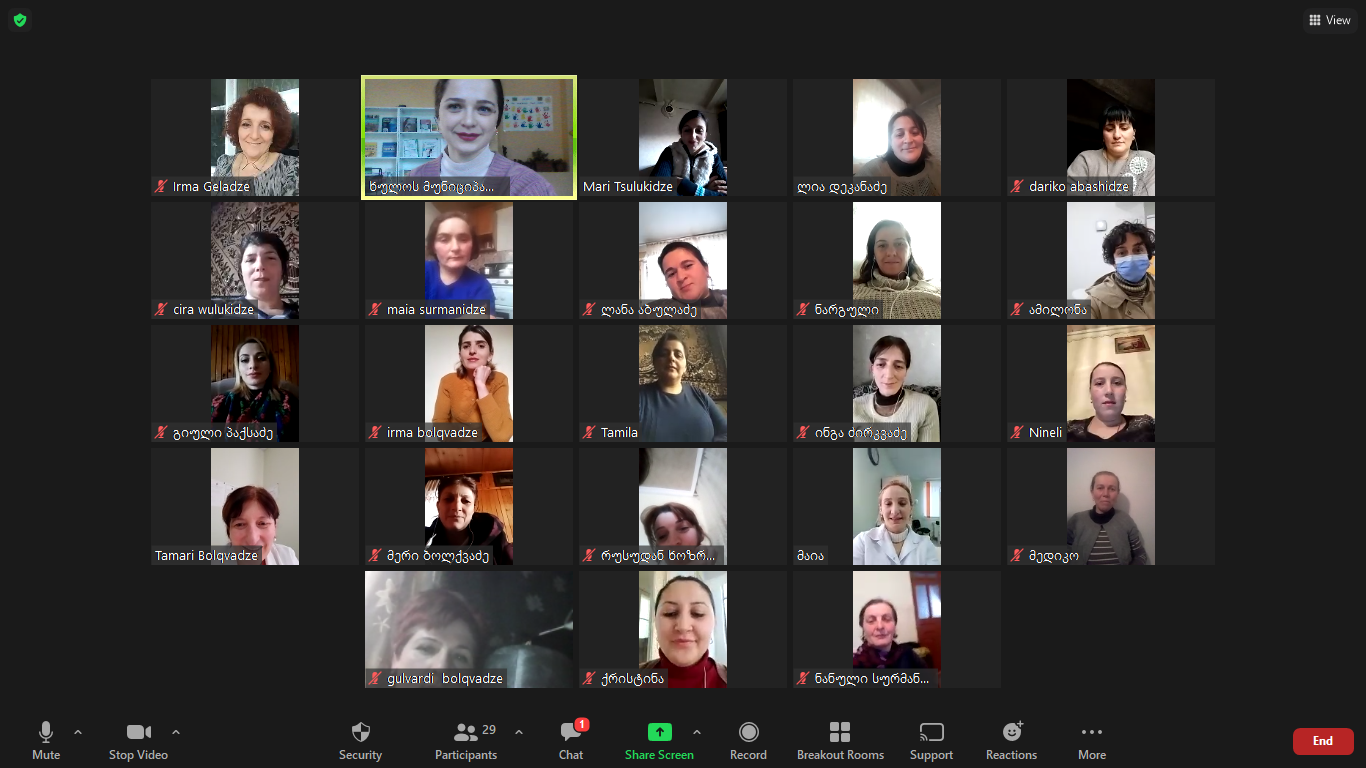 View
Irma Geladze
ხულოს მუნიციპა...
Mari Tsulukidze
ლია დეკანაძე
dariko abashidze
cira wulukidze
maia surmanidze
ლანა აბულაძე
ნარგული
ამილონა
გიული პაქსაძე
irma bolqvadze
Tamila
ინგა ძირკვაძე
Nineli
Tamari Bolqvadze
მერი ბოლქვაძე
რუსუდან ხოზრ...
მაია
მედიკო
gulvardi bolqvadze
ქრისტინა
ნანული სურმან...
Mute
Stop Video
Security
Participants
29
Chat
1
Share Screen
Record
Breakout Rooms
Support
Reactions
More
End